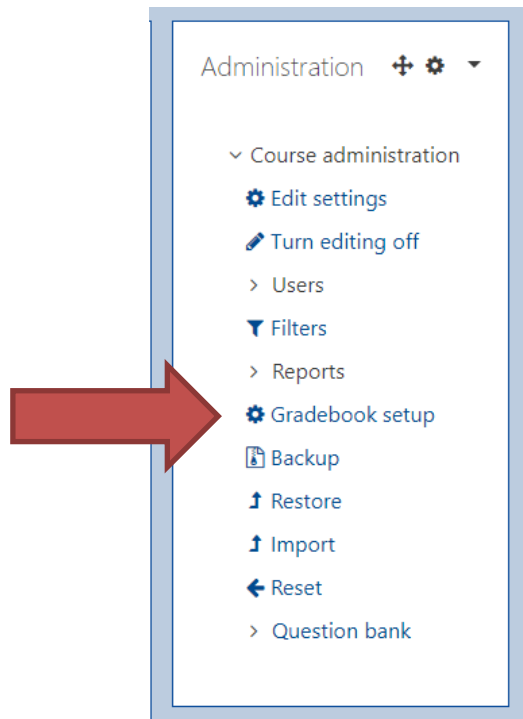 Administration
Course administration
Edit settings
Turn editing off
Users
Filters
Reports
Gradebook setup
Backup
Restore
Import
Reset
Question bank